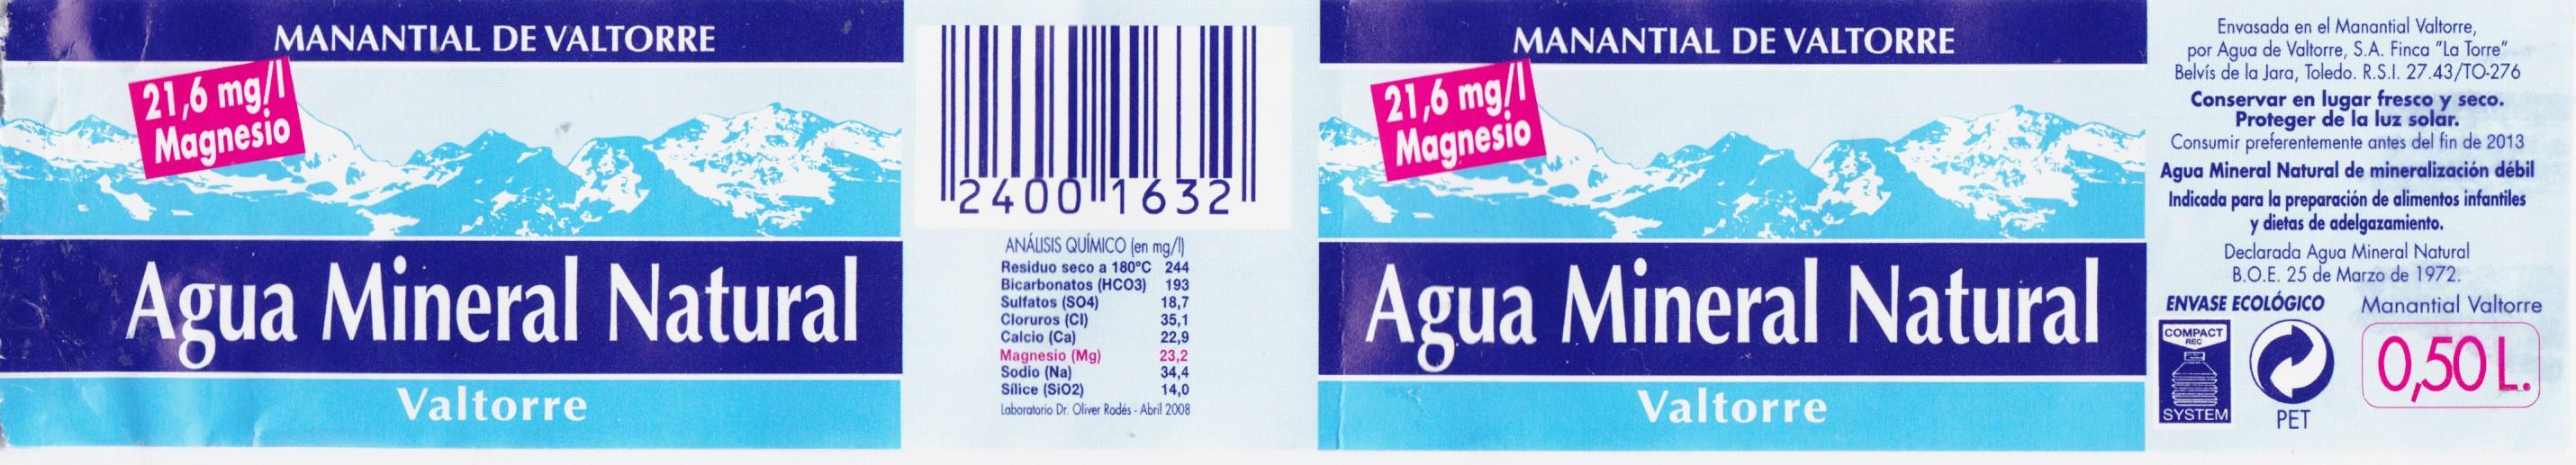 MANANTIAL DE VALTORRE
21,6 mg/l
Magnesio
Agua Mineral Natural
Valtorre
24001632
ANÁLISIS QUÍMICO (en mg/l)
Residuo seco a 180ºC 244
Bicarbonatos (HCO3) 193
Sulfatos (SO4) 18,7
Cloruros (Cl) 35,1
Calcio (Ca) 22,9
Magnesio (Mg) 23,2
Sodio (Na) 34,4
Sílice (SiO2) 14,0
Laboratorio Dr. Oliver Rodés - Abril 2008
MANANTIAL DE VALTORRE
21,6 mg/l
Magnesio
Agua Mineral Natural
Valtorre
Envasada en el Manantial Valtorre,
por Agua de Valtorre, S.A. Finca "La Torre"
Belvís de la Jara, Toledo. R.S.I. 27.43/TO-276
Conservar en lugar fresco y seco.
Proteger de la luz solar.
Consumir preferentemente antes del fin de 2013
Agua Mineral Natural de mineralización débil
Indicada para la preparación de alimentos infantiles
y dietas de adelgazamiento.
Declarada Agua Mineral Natural
B.O.E. 25 de Marzo de 1972.
ENVASE ECOLÓGICO
COMPACT
REC
SYSTEM
PET
Manantial Valtorre
0,50 L.